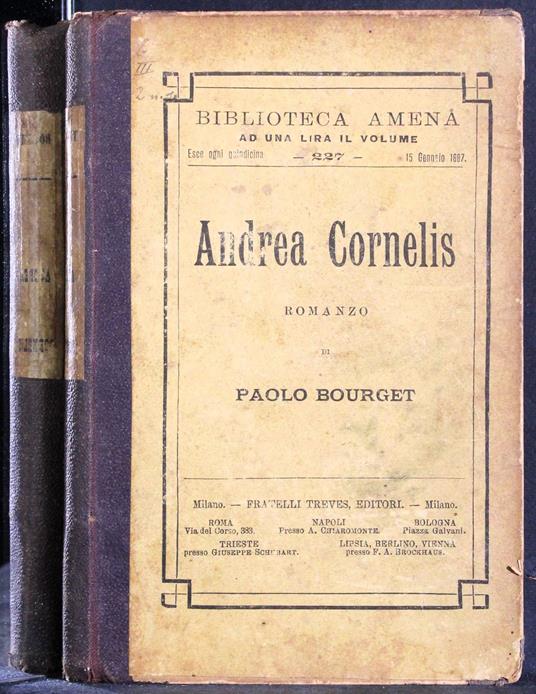 III
BIBLIOTECA AMENA
AD UNA LIRA IL VOLUME
Esce ogni quindicina — 227 — 15 Gennaio 1887.
Andrea Cornelis
ROMANZO
DI
PAOLO BOURGET
Milano. — FRATELLI TREVES, EDITORI. — Milano.
ROMA NAPOLI BOLOGNA
Via del Corso, 383. Presso A. CHIAROMONTE. Piazza Galvani.
TRIESTE LIPSIA, BERLINO, VIENNA
presso GIUSEPPE SCHUBART. presso F. A. BROCKHAUS.